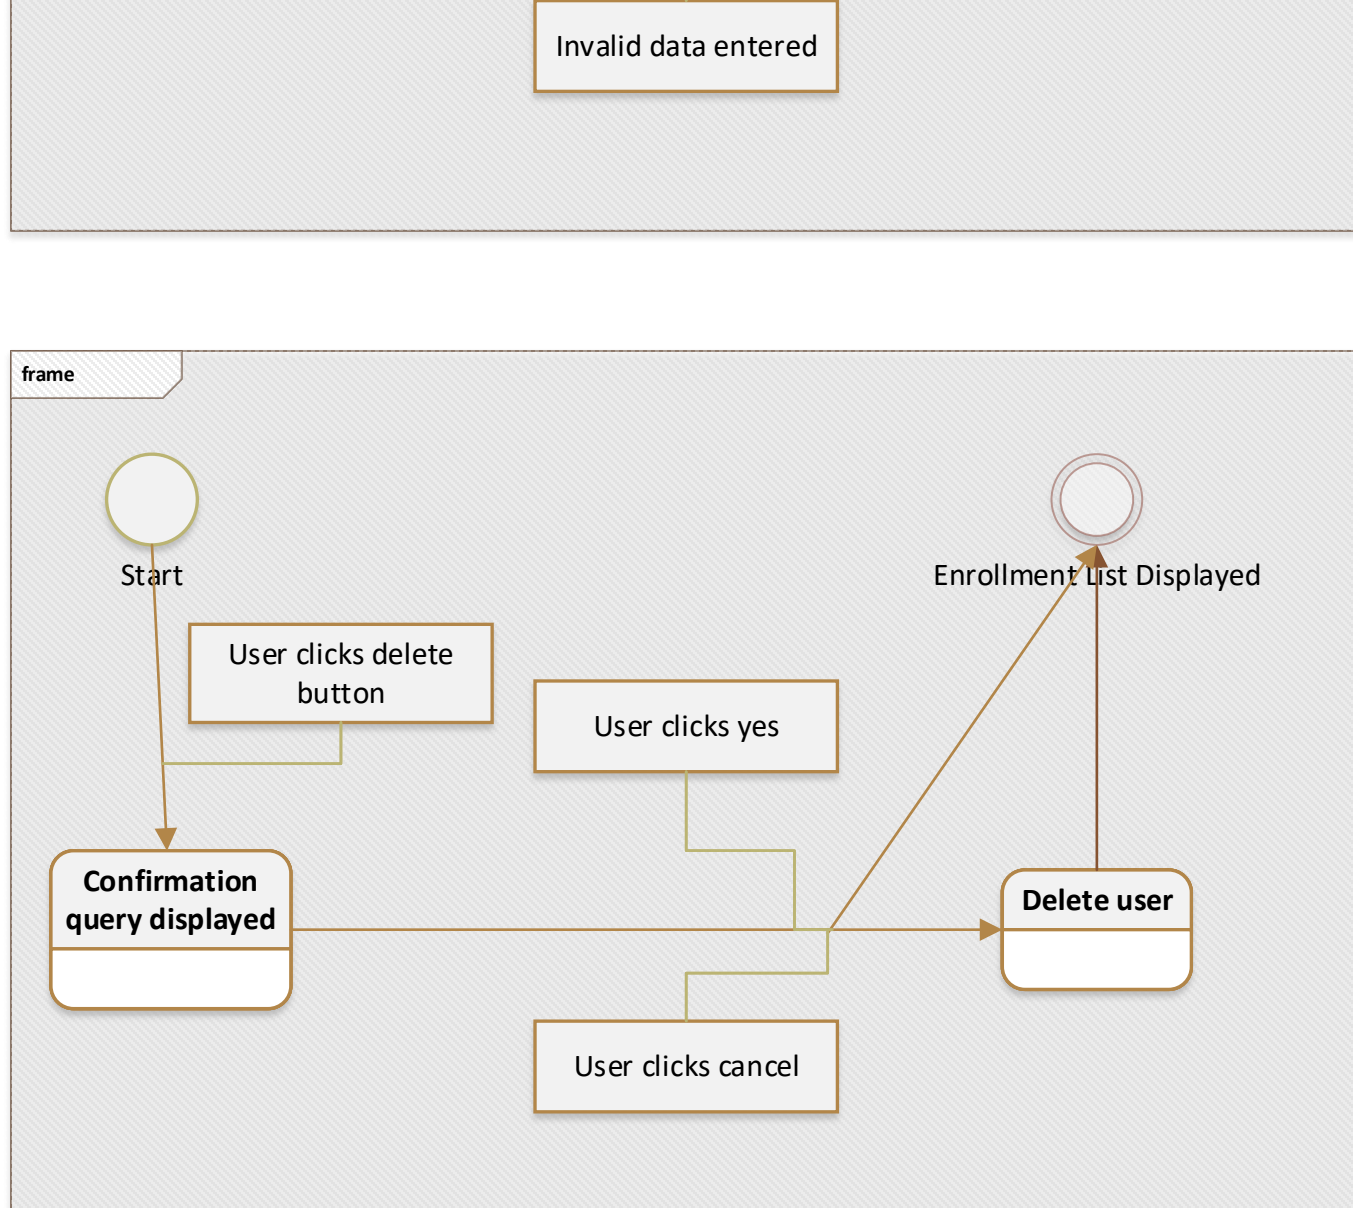 Invalid data entered
frame
Start
Enrollment List Displayed
User clicks delete
button
User clicks yes
Confirmation
query displayed
Delete user
User clicks cancel